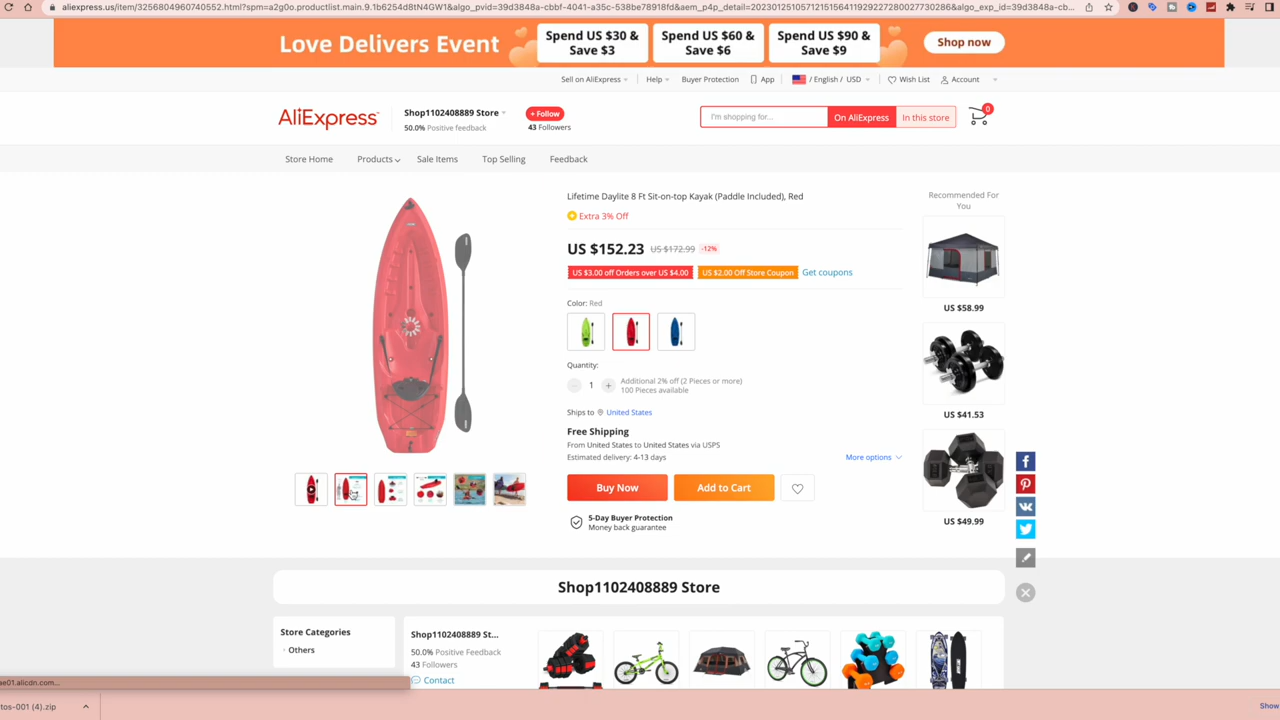 aliexpress.us/item/3256804960740552.html?spm=a2g0o.productlist.main.9.1b6254d8tN4GW1&algo_pvid=39d3848a-cbbf-4041-a35c-538be78918fd&aem_p4p_detail=2023012510571215156411929227280027730286&algo_exp_id=39d3848a-cb...
Love Delivers Event
Spend US $30 & Save $3
Spend US $60 & Save $6
Spend US $90 & Save $9
Shop now
Sell on AliExpress
Help
Buyer Protection
App
/ English / USD
Wish List
Account
AliExpress
Shop1102408889 Store
50.0% Positive feedback
+ Follow
43 Followers
I'm shopping for...
On AliExpress
In this store
0
Store Home
Products
Sale Items
Top Selling
Feedback
Lifetime Daylite 8 Ft Sit-on-top Kayak (Paddle Included), Red
Extra 3% Off
US $152.23 US $172.99 -12%
US $3.00 off Orders over US $4.00
US $2.00 Off Store Coupon
Get coupons
Color: Red
Quantity:
1
Additional 2% off (2 Pieces or more)
100 Pieces available
Ships to United States
Free Shipping
From United States to United States via USPS
Estimated delivery: 4-13 days
More options
Buy Now
Add to Cart
5-Day Buyer Protection
Money back guarantee
Recommended For
You
US $58.99
US $41.53
US $49.99
Shop1102408889 Store
Store Categories
Others
Shop1102408889 St...
50.0% Positive Feedback
43 Followers
Contact
ae01.alicdn.com...
tos-001 (4).zip
Show